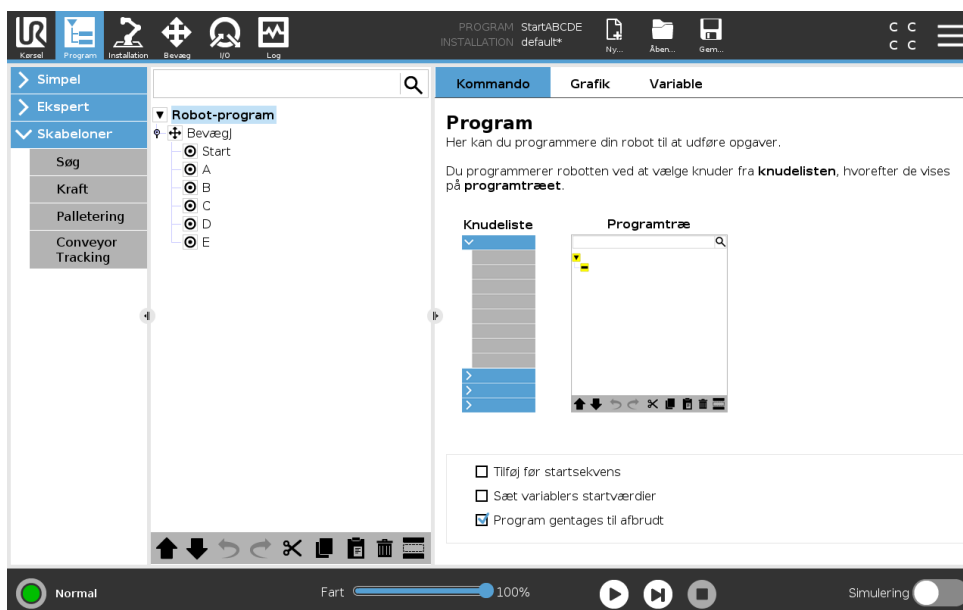 UR
PROGRAM StartABCDE
INSTALLATION default*
Kørsel
Program
Installation
Bevæg
I/O
Log
Ny...
Åben...
Gem...
C C
C C
Simpel
Ekspert
Skabeloner
Søg
Kraft
Palletering
Conveyor
Tracking
Robot-program
BevægJ
Start
A
B
C
D
E
Kommando
Grafik
Variable
Program
Her kan du programmere din robot til at udføre opgaver.
Du programmerer robotten ved at vælge knuder fra knudelisten, hvorefter de vises
på programtræet.
Knudeliste
Programtræ
Tilføj før startsekvens
Sæt variablers startværdier
Program gentages til afbrudt
Normal
Fart
100%
Simulering